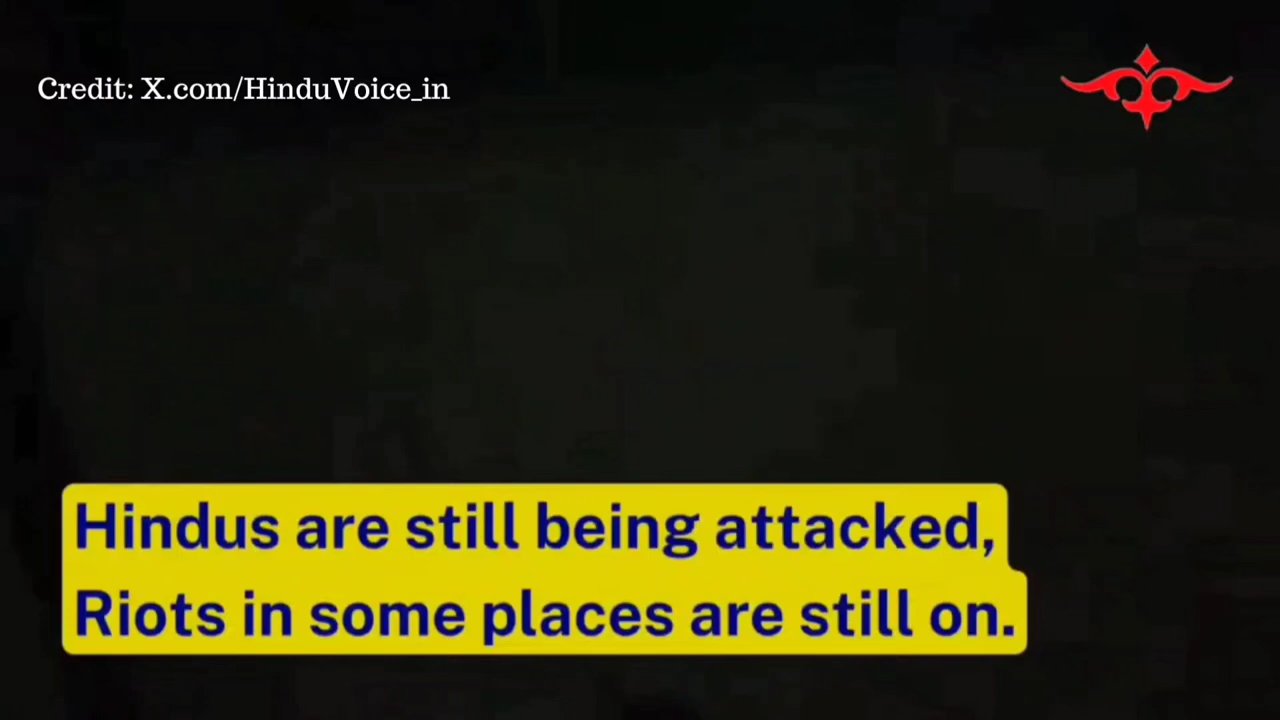 Credit: X.com/HinduVoice_in
Hindus are still being attacked,
Riots in some places are still on.